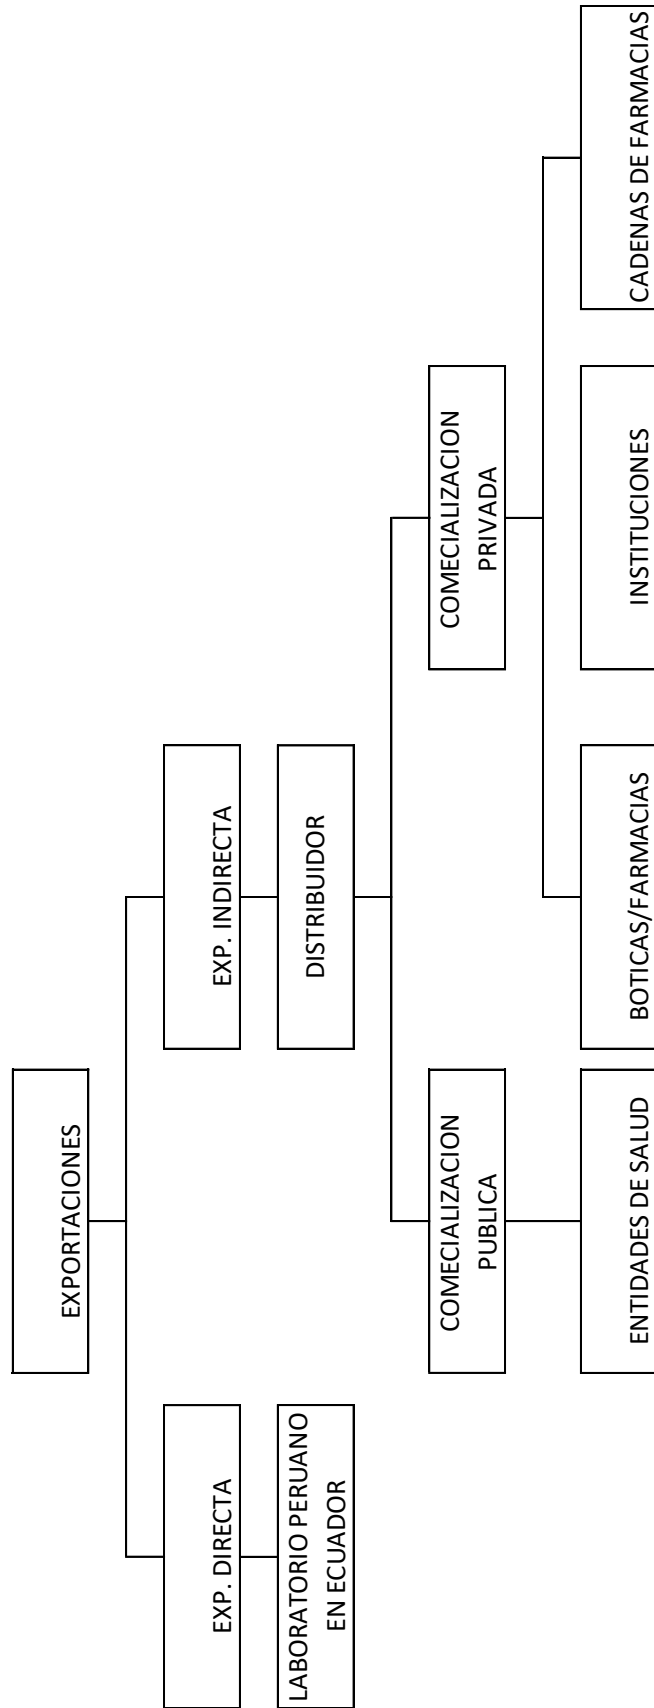 EXPORTACIONES
EXP. DIRECTA
EXP. INDIRECTA
LABORATORIO PERUANO
EN ECUADOR
DISTRIBUIDOR
COMECIALIZACION
PUBLICA
COMECIALIZACION
PRIVADA
ENTIDADES DE SALUD
BOTICAS/FARMACIAS
INSTITUCIONES
CADENAS DE FARMACIAS